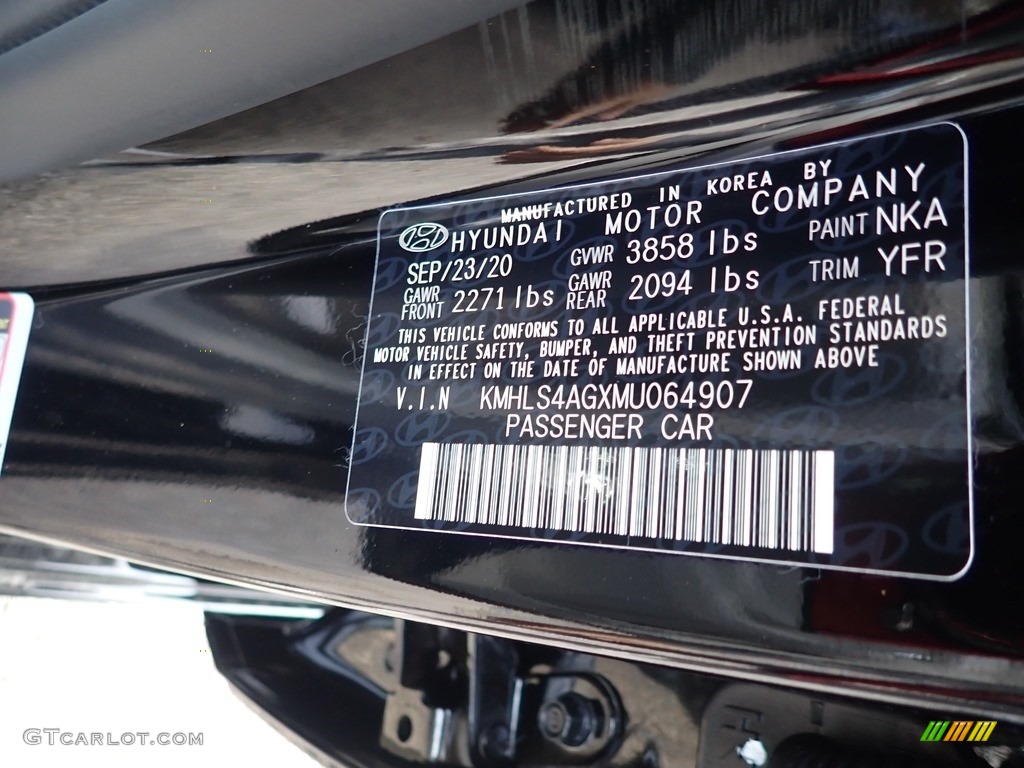 MANUFACTURED IN KOREA BY
HYUNDAI MOTOR COMPANY
SEP/23/20 GVWR 3858 lbs PAINT NKA
GAWR FRONT 2271 lbs GAWR REAR 2094 lbs TRIM YFR
THIS VEHICLE CONFORMS TO ALL APPLICABLE U.S.A. FEDERAL
MOTOR VEHICLE SAFETY, BUMPER, AND THEFT PREVENTION STANDARDS
IN EFFECT ON THE DATE OF MANUFACTURE SHOWN ABOVE
V.I.N KMHLS4AGXMU064907
PASSENGER CAR
GTCARLOT.COM